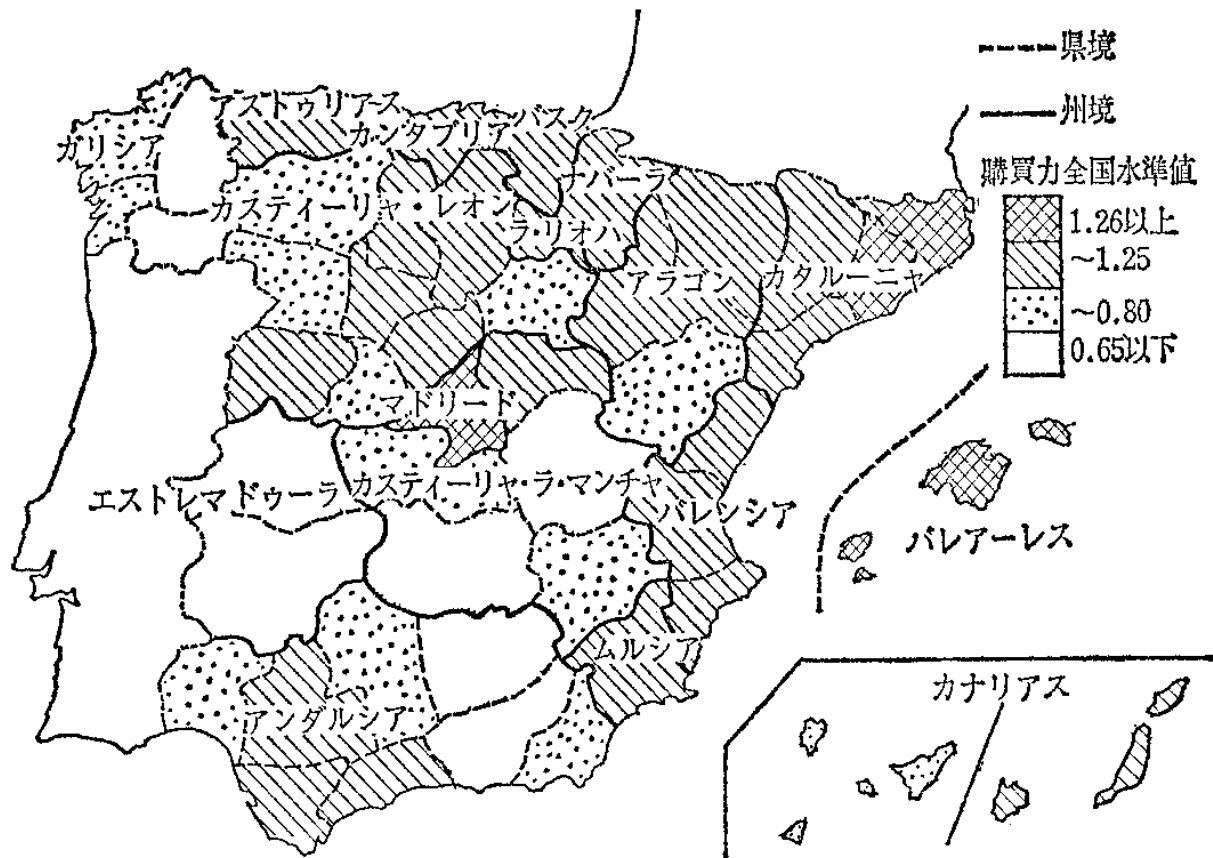 県境
州境
購買力全国水準値
1.26以上
～1.25
～0.80
0.65以下
アストゥリアース
カンタブリア
バスク
ガリシア
ナバーラ
カスティーリャ・レオン
ラ・リオハ
アラゴン
カタルーニャ
マドリード
エストレマドゥーラ
カスティーリャ・ラ・マンチャ
バレンシア
バレアーレス
ムルシア
アンダルシア
カナリアス